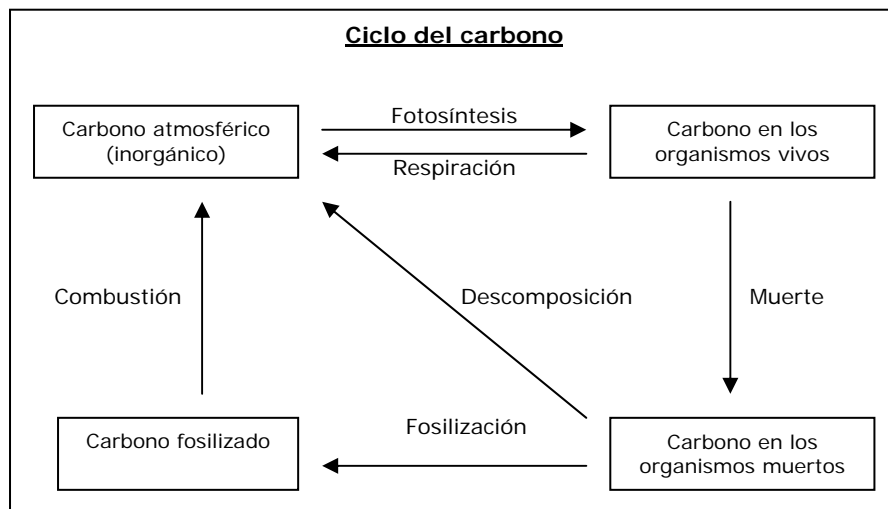 Ciclo del carbono
Carbono atmosférico
(inorgánico)
Fotosíntesis
Respiración
Carbono en los
organismos vivos
Combustión
Descomposición
Muerte
Carbono fosilizado
Fosilización
Carbono en los
organismos muertos